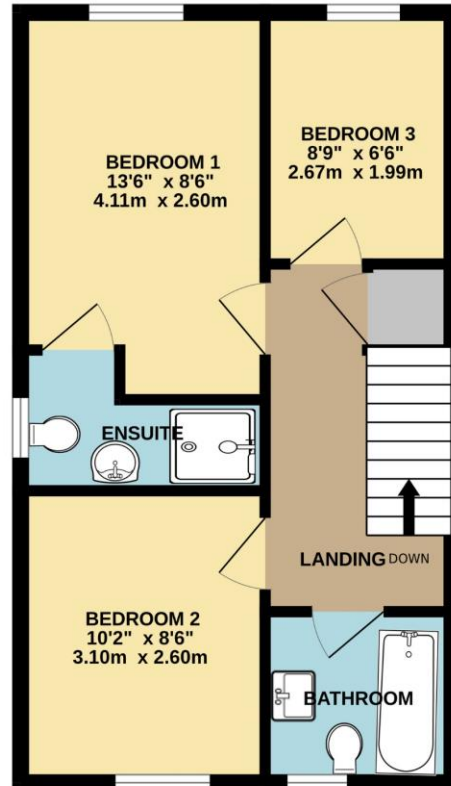 BEDROOM 1
13'6" x 8'6"
4.11m x 2.60m
BEDROOM 3
8'9" x 6'6"
2.67m x 1.99m
ENSUITE
LANDING DOWN
BEDROOM 2
10'2" x 8'6"
3.10m x 2.60m
BATHROOM